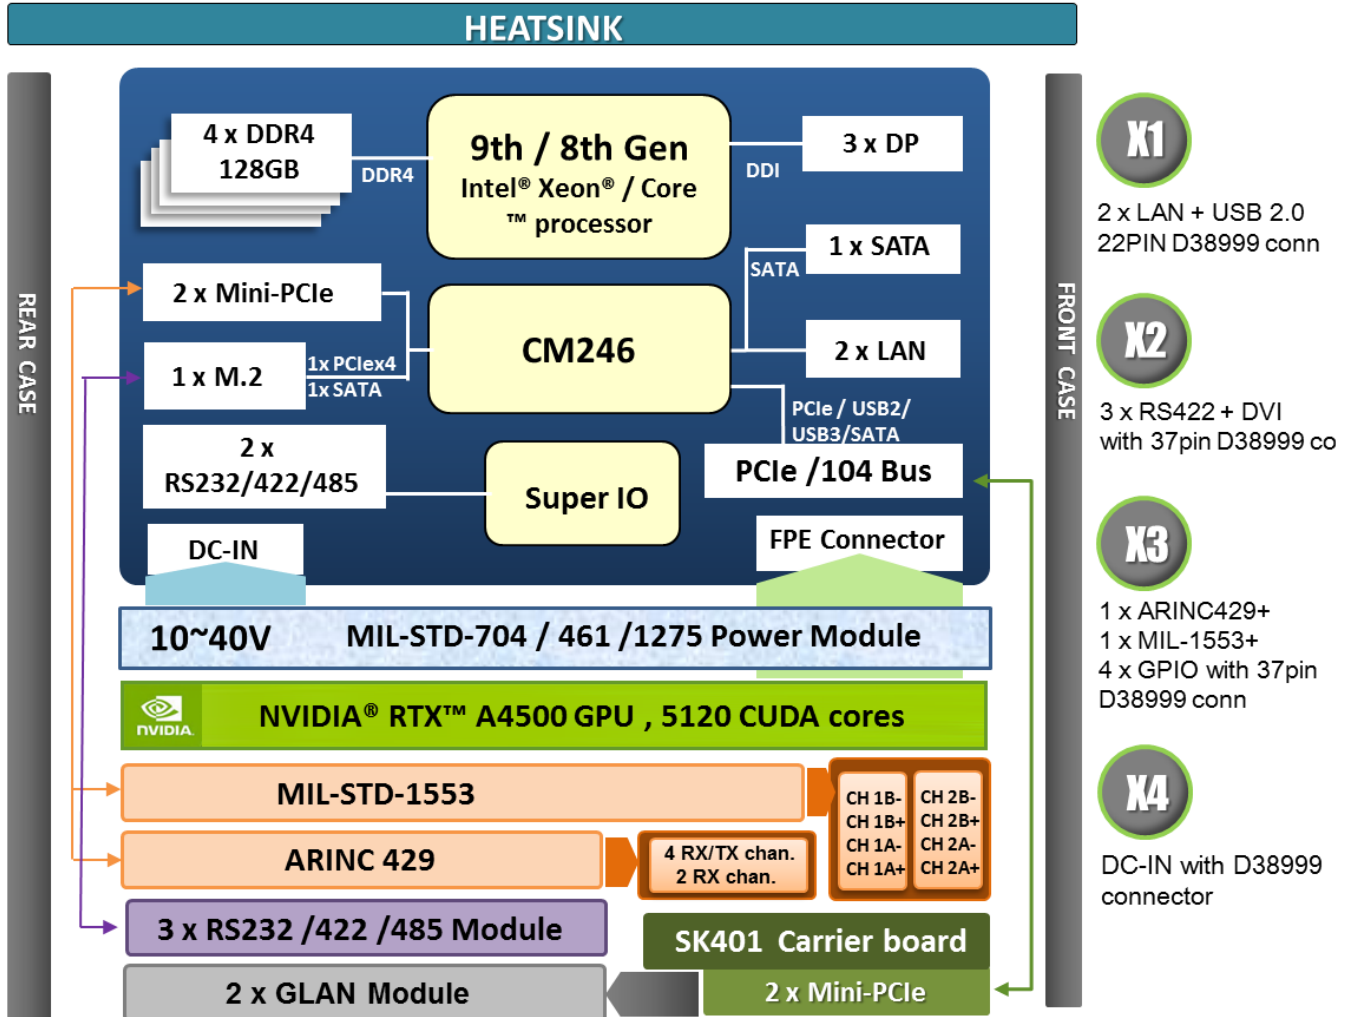 HEATSINK
REAR CASE
FRONT CASE
4 x DDR4
128GB
DDR4
9th / 8th Gen
Intel® Xeon® / Core
™ processor
DDI
3 x DP
SATA
1 x SATA
2 x Mini-PCIe
CM246
2 x LAN
1 x M.2
1x PCIex4
1x SATA
PCIe / USB2/
USB3/SATA
PCIe /104 Bus
2 x
RS232/422/485
Super IO
DC-IN
FPE Connector
10~40V
MIL-STD-704 / 461 /1275 Power Module
NVIDIA.
NVIDIA® RTX™ A4500 GPU , 5120 CUDA cores
MIL-STD-1553
CH 1B-
CH 1B+
CH 1A-
CH 1A+
CH 2B-
CH 2B+
CH 2A-
CH 2A+
ARINC 429
4 RX/TX chan.
2 RX chan.
3 x RS232 /422 /485 Module
SK401 Carrier board
2 x GLAN Module
2 x Mini-PCIe
X1
2 x LAN + USB 2.0
22PIN D38999 conn
X2
3 x RS422 + DVI
with 37pin D38999 co
X3
1 x ARINC429+
1 x MIL-1553+
4 x GPIO with 37pin
D38999 conn
X4
DC-IN with D38999
connector